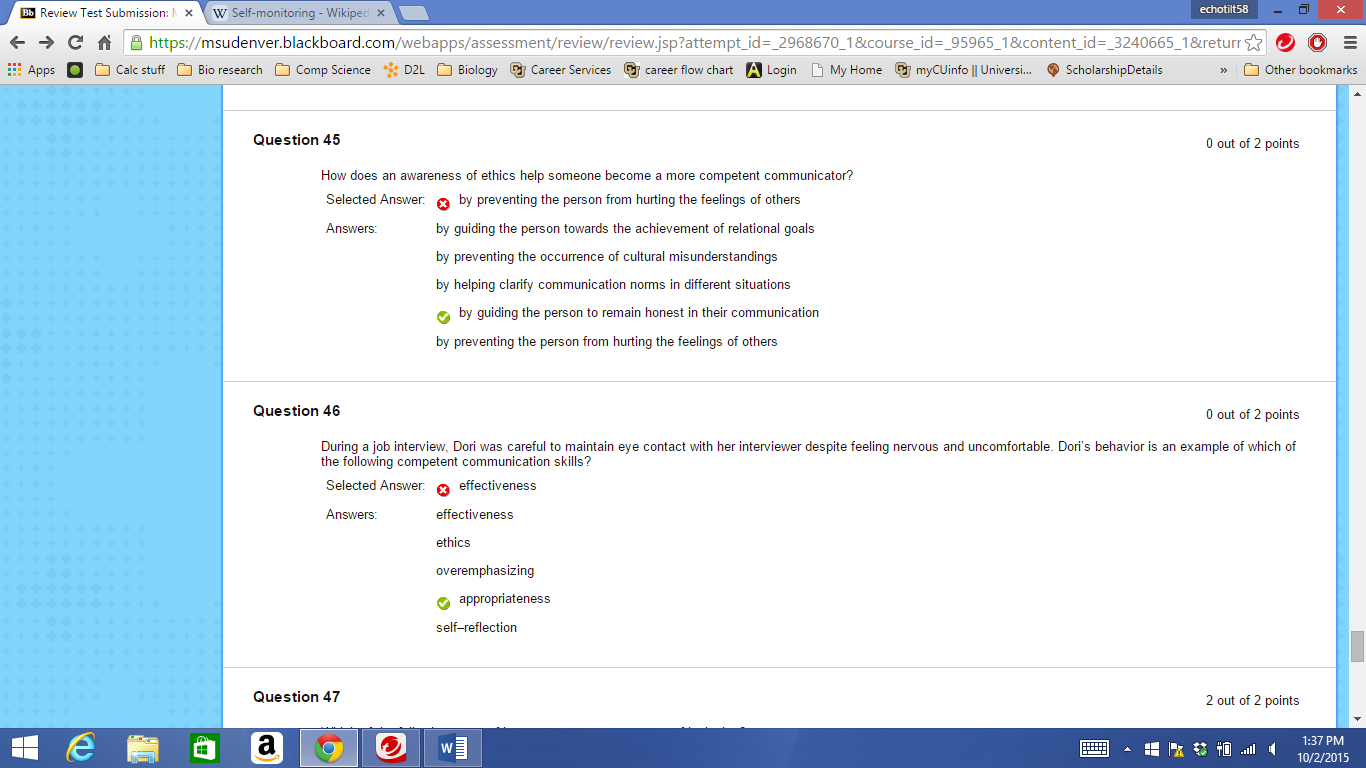 Review Test Submission: M
Self-monitoring - Wikiped
echotilt58
https://msudenver.blackboard.com/webapps/assessment/review/review.jsp?attempt_id=_2968670_1&course_id=_95965_1&content_id=_3240665_1&return
Apps Calc stuff Bio research Comp Science D2L Biology Career Services career flow chart Login My Home myCUinfo || Universi... ScholarshipDetails » Other bookmarks
Question 45
0 out of 2 points
How does an awareness of ethics help someone become a more competent communicator?
Selected Answer: by preventing the person from hurting the feelings of others
Answers: by guiding the person towards the achievement of relational goals
by preventing the occurrence of cultural misunderstandings
by helping clarify communication norms in different situations
by guiding the person to remain honest in their communication
by preventing the person from hurting the feelings of others
Question 46
0 out of 2 points
During a job interview, Dori was careful to maintain eye contact with her interviewer despite feeling nervous and uncomfortable. Dori's behavior is an example of which of
the following competent communication skills?
Selected Answer: effectiveness
Answers: effectiveness
ethics
overemphasizing
appropriateness
self–reflection
Question 47
2 out of 2 points
1:37 PM
10/2/2015